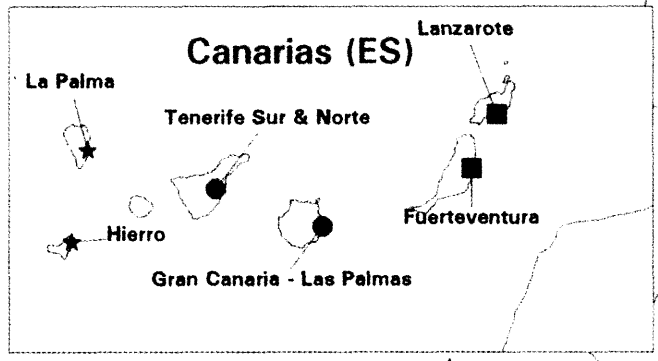 Canarias (ES)
Lanzarote
La Palma
Tenerife Sur & Norte
Hierro
Fuerteventura
Gran Canaria - Las Palmas